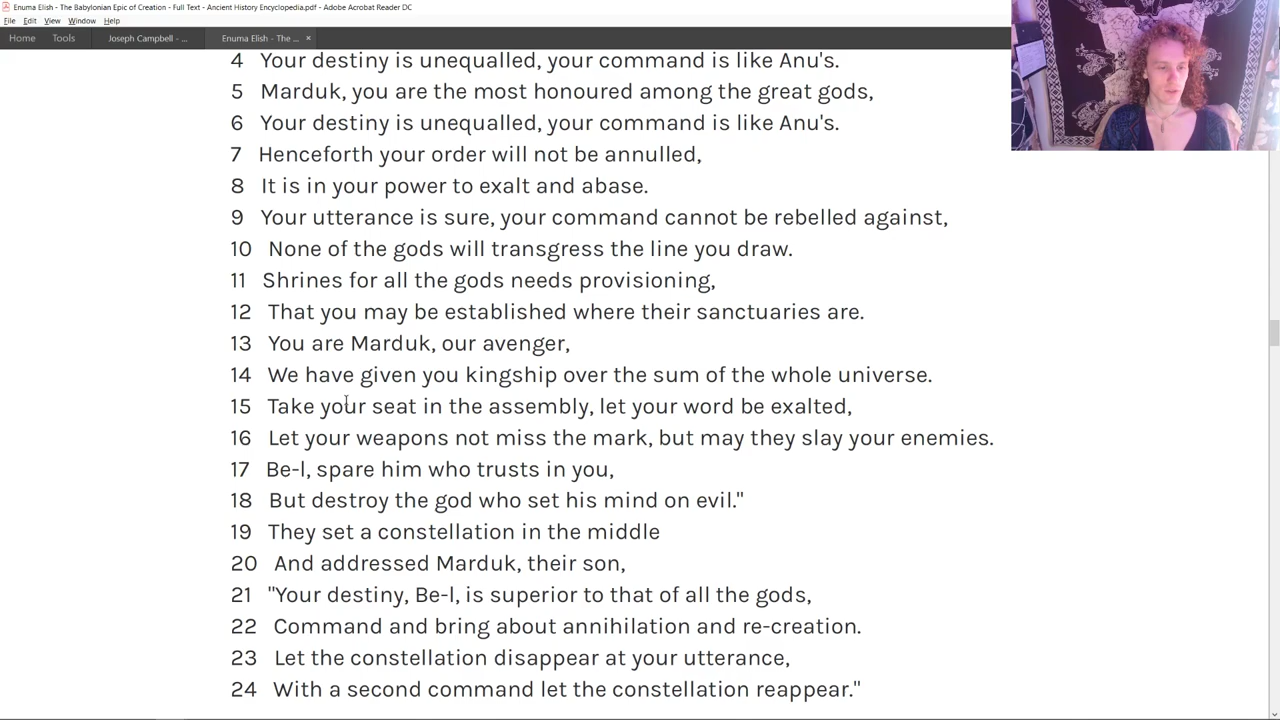 Enuma Elish - The Babylonian Epic of Creation - Full Text - Ancient History Encyclopedia.pdf - Adobe Acrobat Reader DC
File Edit View Window Help
Home Tools Joseph Campbell - ... Enuma Elish - The ... ×
4 Your destiny is unequalled, your command is like Anu's.
5 Marduk, you are the most honoured among the great gods,
6 Your destiny is unequalled, your command is like Anu's.
7 Henceforth your order will not be annulled,
8 It is in your power to exalt and abase.
9 Your utterance is sure, your command cannot be rebelled against,
10 None of the gods will transgress the line you draw.
11 Shrines for all the gods needs provisioning,
12 That you may be established where their sanctuaries are.
13 You are Marduk, our avenger,
14 We have given you kingship over the sum of the whole universe.
15 Take your seat in the assembly, let your word be exalted,
16 Let your weapons not miss the mark, but may they slay your enemies.
17 Be-l, spare him who trusts in you,
18 But destroy the god who set his mind on evil."
19 They set a constellation in the middle
20 And addressed Marduk, their son,
21 "Your destiny, Be-l, is superior to that of all the gods,
22 Command and bring about annihilation and re-creation.
23 Let the constellation disappear at your utterance,
24 With a second command let the constellation reappear."